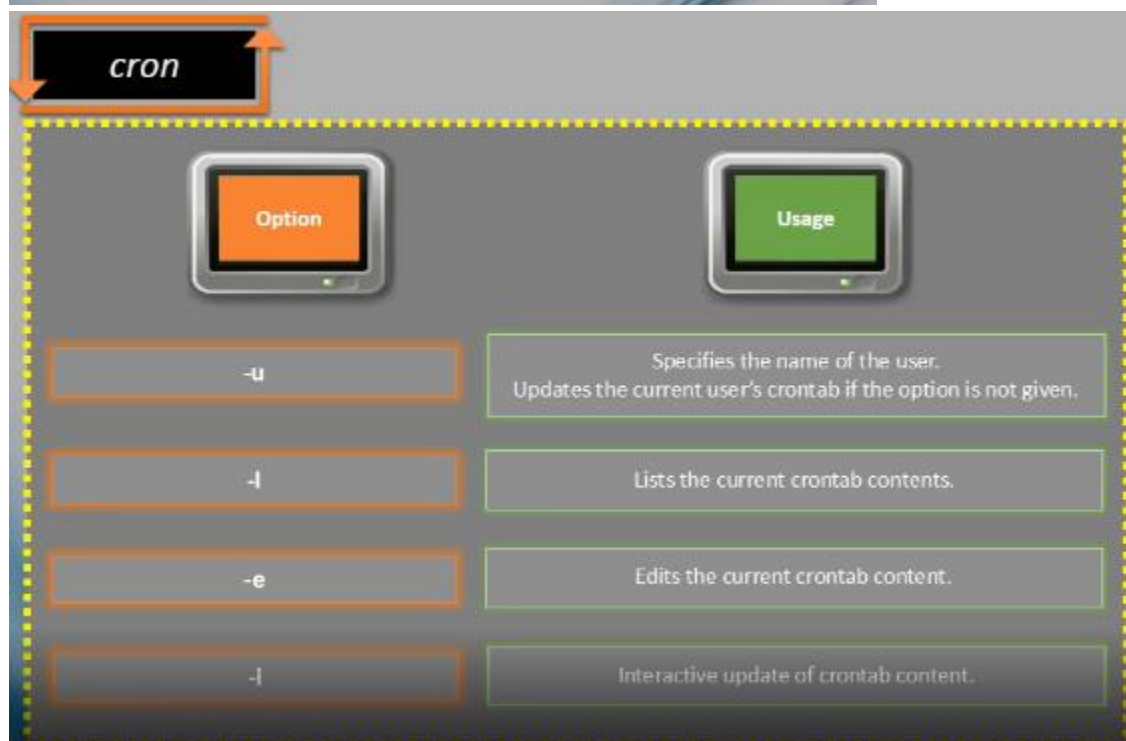 cron
Option
Usage
-u
Specifies the name of the user.
Updates the current user's crontab if the option is not given.
-l
Lists the current crontab contents.
-e
Edits the current crontab content.
-I
Interactive update of crontab content.